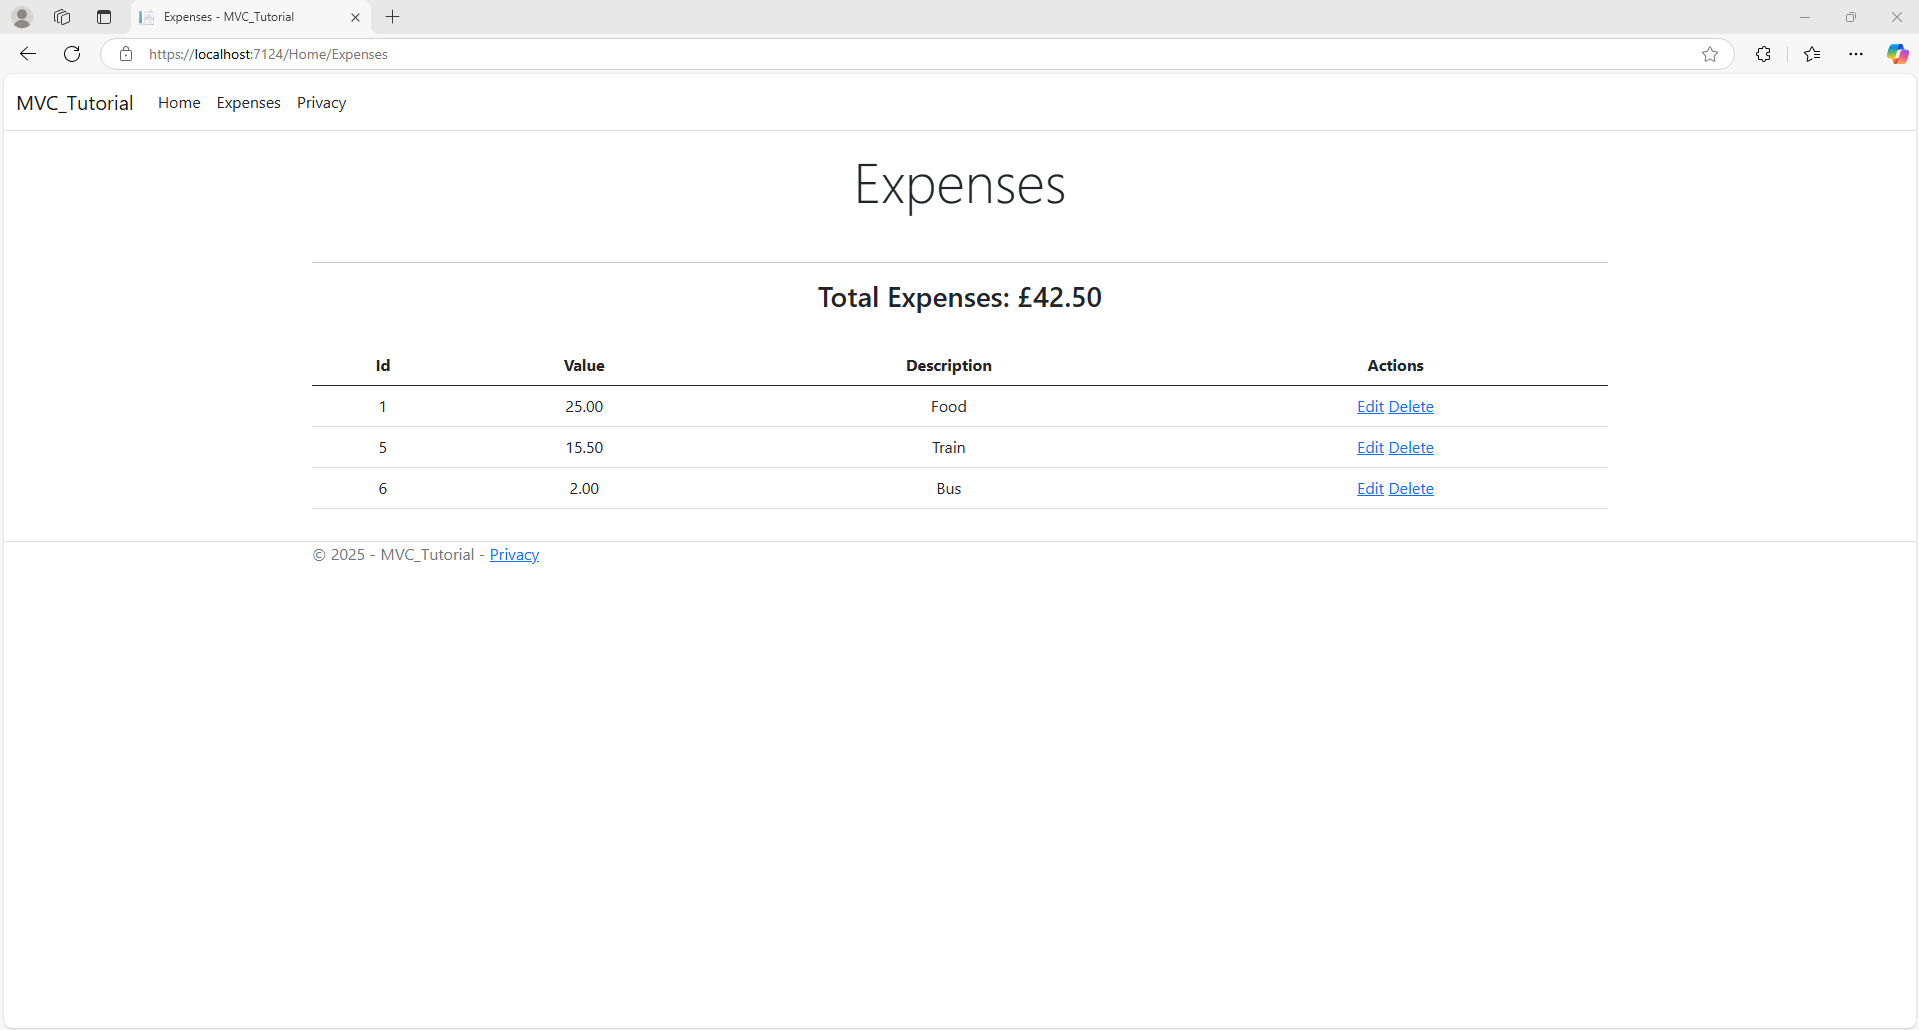 Expenses - MVC_Tutorial
https://localhost:7124/Home/Expenses
MVC_Tutorial Home Expenses Privacy
Expenses
Total Expenses: £42.50
Id Value Description Actions
1 25.00 Food Edit Delete
5 15.50 Train Edit Delete
6 2.00 Bus Edit Delete
© 2025 - MVC_Tutorial - Privacy